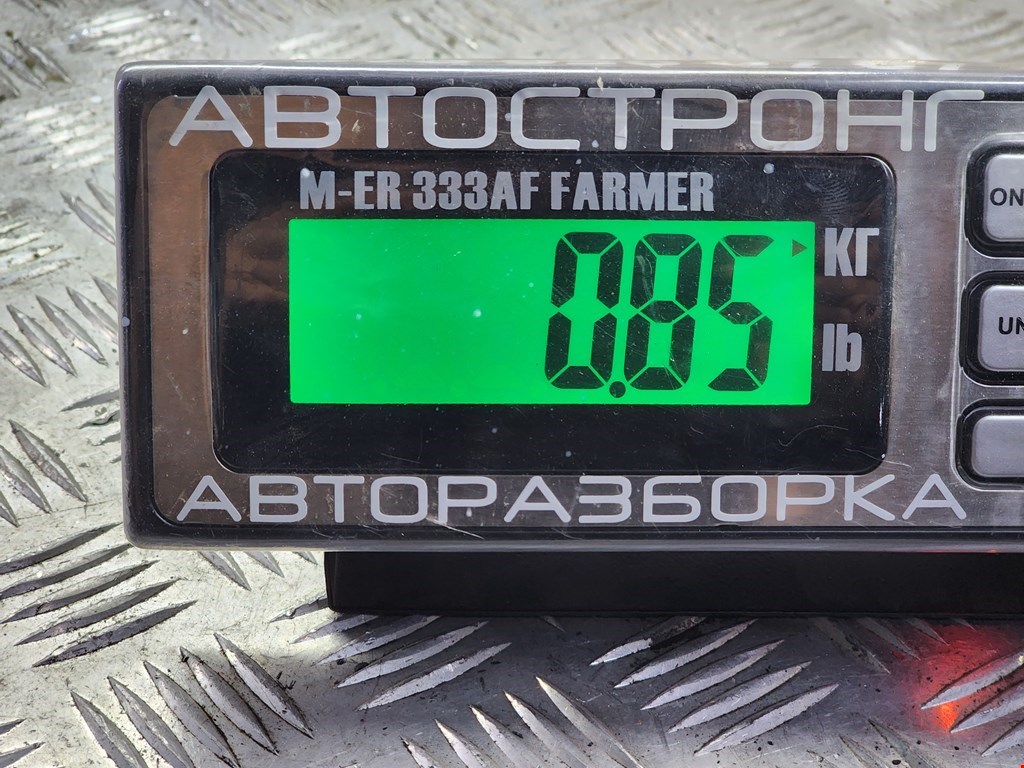 АВТОСТРОНГ
M-ER 333AF FARMER
0.85
КГ
lb
АВТОРАЗБОРКА